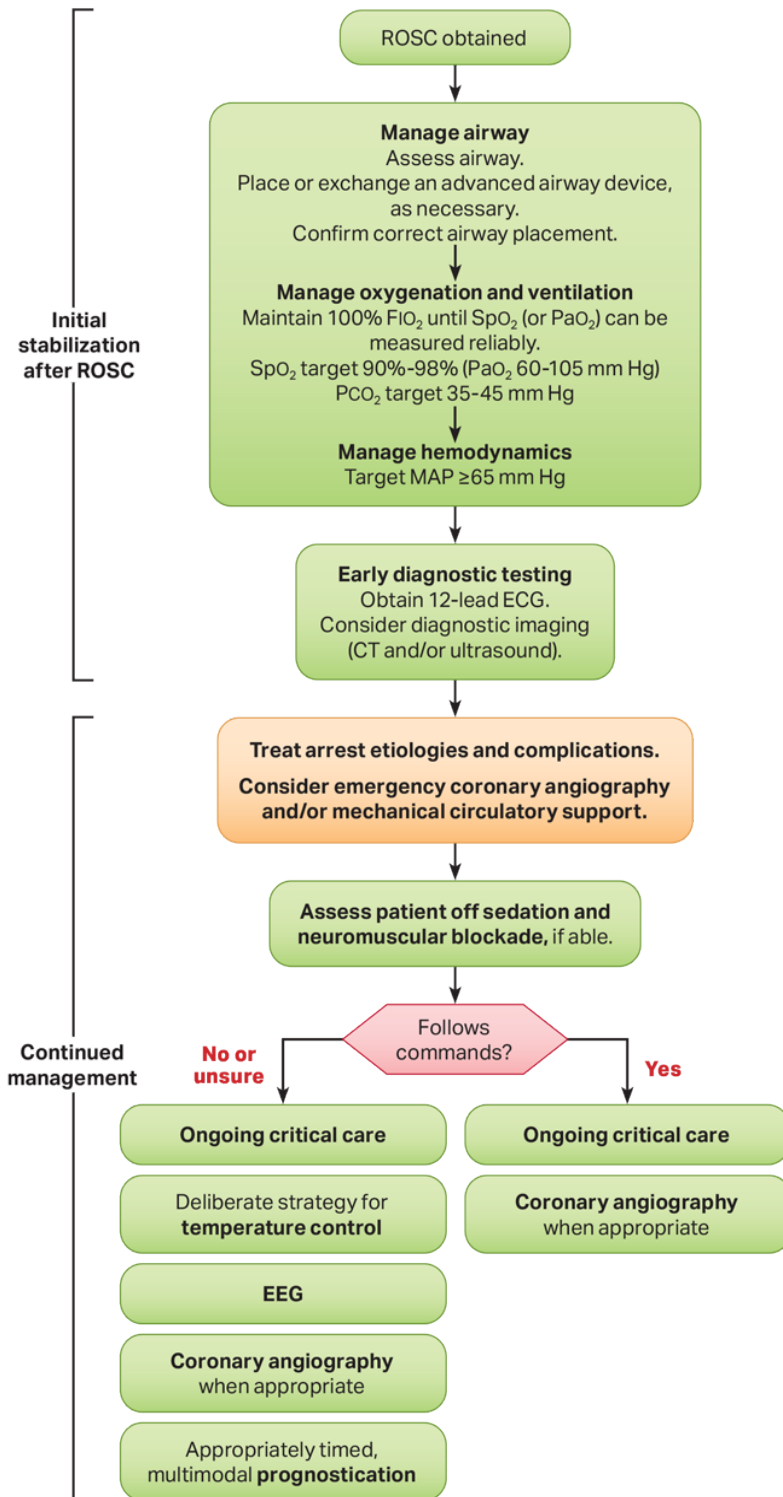 ROSC obtained
Manage airway
Assess airway.
Place or exchange an advanced airway device,
as necessary.
Confirm correct airway placement.
Manage oxygenation and ventilation
Maintain 100% FIO₂ until SpO₂ (or PaO₂) can be
measured reliably.
SpO₂ target 90%-98% (PaO₂ 60-105 mm Hg)
PCO₂ target 35-45 mm Hg
Manage hemodynamics
Target MAP ≥65 mm Hg
Initial
stabilization
after ROSC
Early diagnostic testing
Obtain 12-lead ECG.
Consider diagnostic imaging
(CT and/or ultrasound).
Treat arrest etiologies and complications.
Consider emergency coronary angiography
and/or mechanical circulatory support.
Assess patient off sedation and
neuromuscular blockade, if able.
Continued
management
Follows
commands?
No or
unsure
Yes
Ongoing critical care
Deliberate strategy for
temperature control
EEG
Coronary angiography
when appropriate
Appropriately timed,
multimodal prognostication
Ongoing critical care
Coronary angiography
when appropriate